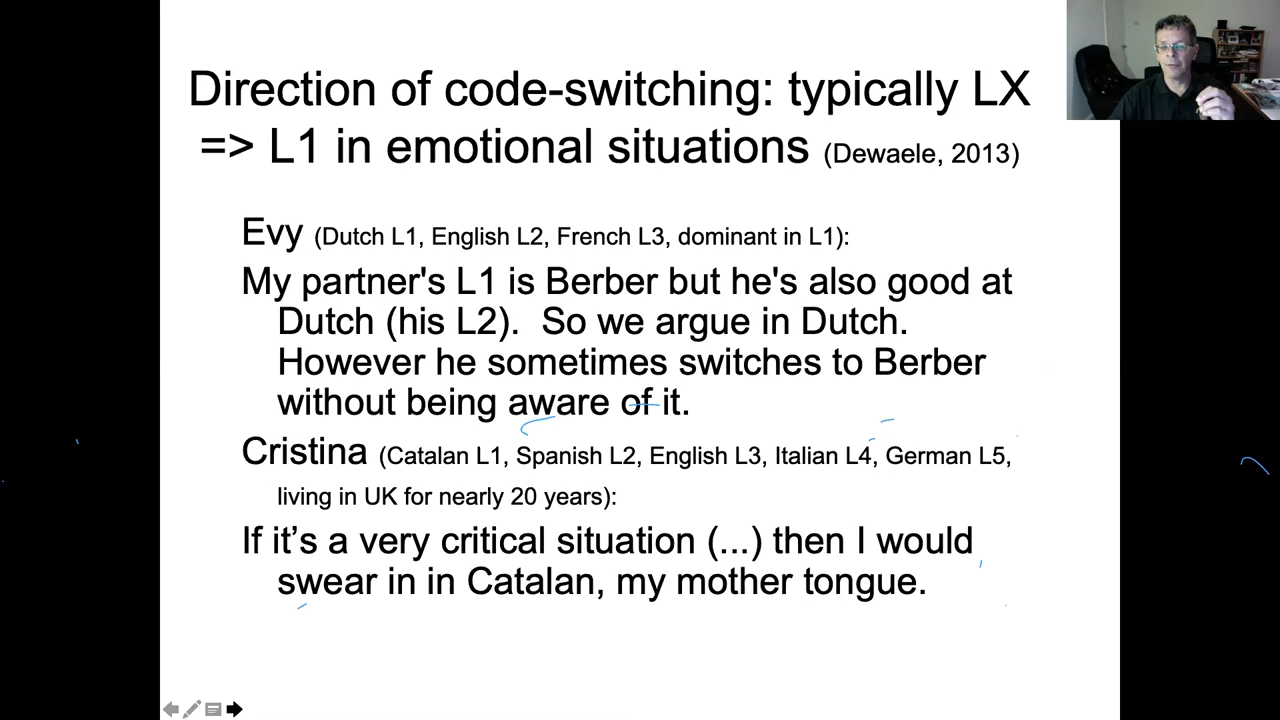 Direction of code-switching: typically LX
=> L1 in emotional situations (Dewaele, 2013)
Evy (Dutch L1, English L2, French L3, dominant in L1):
My partner's L1 is Berber but he's also good at
Dutch (his L2).  So we argue in Dutch.
However he sometimes switches to Berber
without being aware of it.
Cristina (Catalan L1, Spanish L2, English L3, Italian L4, German L5,
living in UK for nearly 20 years):
If it’s a very critical situation (...) then I would
swear in in Catalan, my mother tongue.